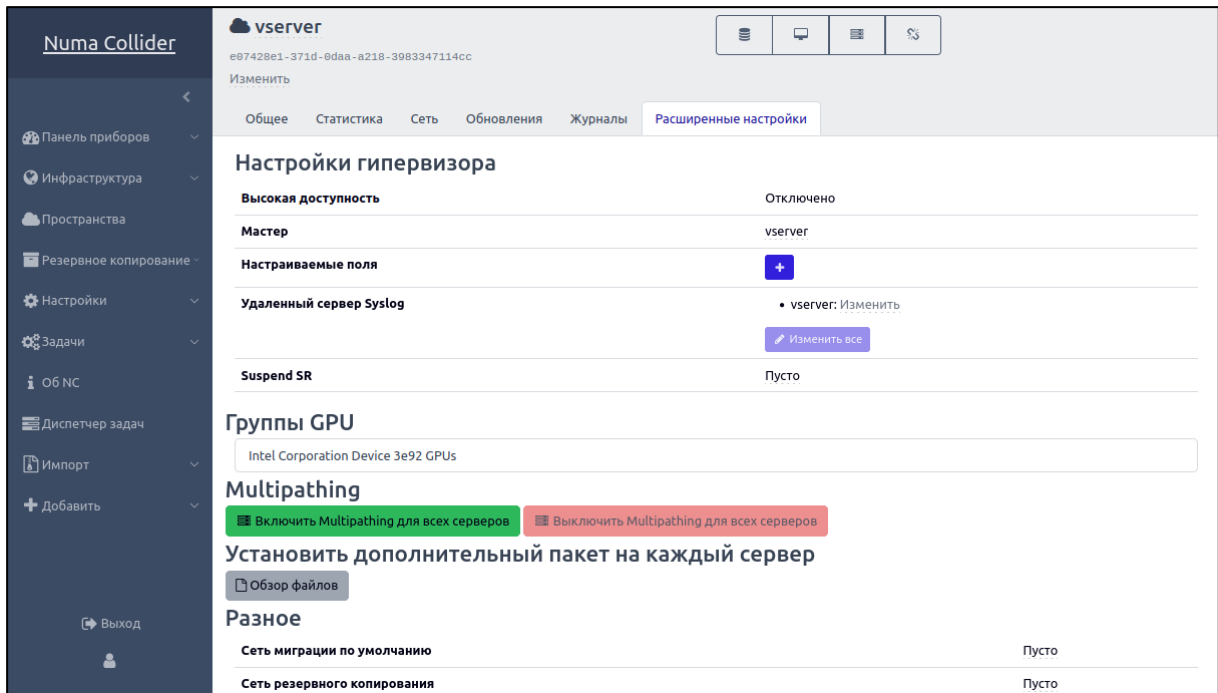 Numa Collider
vserver
e07428e1-371d-0daa-a218-3983347114cc
Изменить
Общее Статистика Сеть Обновления Журналы Расширенные настройки
Панель приборов
Инфраструктура
Пространства
Резервное копирование
Настройки
Задачи
Об NC
Диспетчер задач
Импорт
Добавить
Выход
Настройки гипервизора
Высокая доступность Отключено
Мастер vserver
Настраиваемые поля
Удаленный сервер Syslog • vserver: Изменить
Изменить все
Suspend SR Пусто
Группы GPU
Intel Corporation Device 3e92 GPUs
Multipathing
Включить Multipathing для всех серверов Выключить Multipathing для всех серверов
Установить дополнительный пакет на каждый сервер
Обзор файлов
Разное
Сеть миграции по умолчанию Пусто
Сеть резервного копирования Пусто